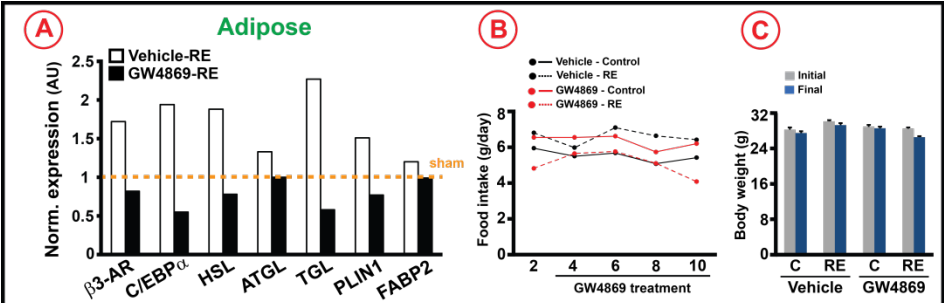 A
Adipose
Norm. expression (AU)
2.5
2
1.5
1
0.5
0
Vehicle-RE
GW4869-RE
sham
β3-AR
C/EBPα
HSL
ATGL
TGL
PLIN1
FABP2
B
Vehicle - Control
Vehicle - RE
GW4869 - Control
GW4869 - RE
Food intake (g/day)
8
6
4
2
0
2
4
6
8
10
GW4869 treatment
C
Initial
Final
Body weight (g)
32
24
16
8
0
C
RE
C
RE
Vehicle
GW4869